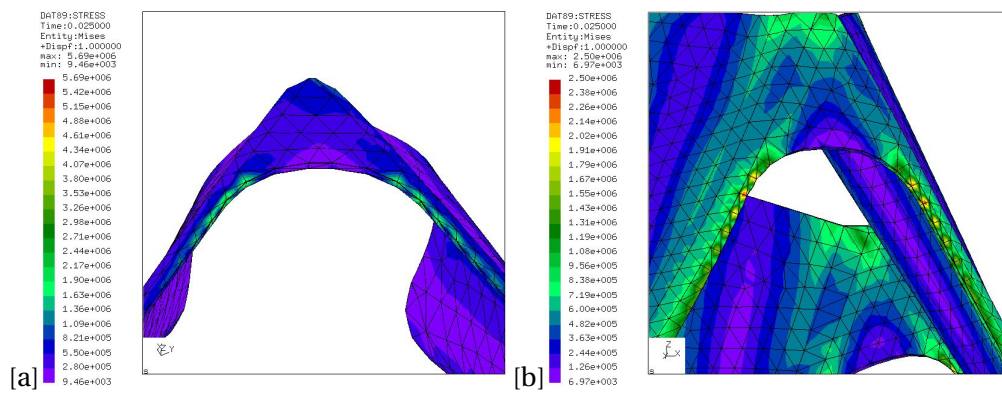 DAT89:STRESS
Time:0.025000
Entity:Mises
+Dispf:1.000000
max: 5.69e+006
min: 9.46e+003
5.69e+006
5.42e+006
5.15e+006
4.88e+006
4.61e+006
4.34e+006
4.07e+006
3.80e+006
3.53e+006
3.26e+006
2.98e+006
2.71e+006
2.44e+006
2.17e+006
1.90e+006
1.63e+006
1.36e+006
1.09e+006
8.21e+005
5.50e+005
2.80e+005
9.46e+003
Y
s
[a]
DAT89:STRESS
Time:0.025000
Entity:Mises
+Dispf:1.000000
max: 2.50e+006
min: 6.97e+003
2.50e+006
2.38e+006
2.26e+006
2.14e+006
2.02e+006
1.91e+006
1.79e+006
1.67e+006
1.55e+006
1.43e+006
1.31e+006
1.19e+006
1.08e+006
9.56e+005
8.38e+005
7.19e+005
6.00e+005
4.82e+005
3.63e+005
2.44e+005
1.26e+005
6.97e+003
Z
X
s
[b]